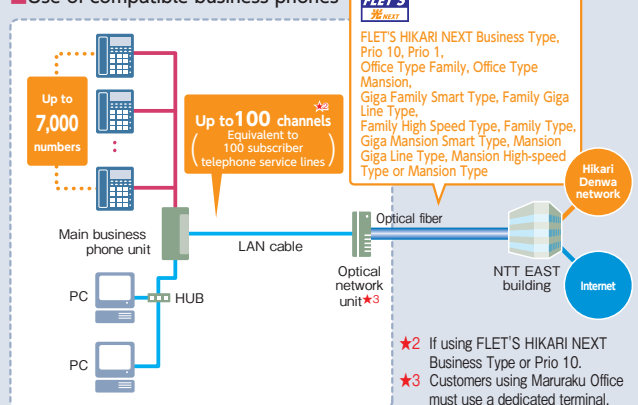 ■Use of compatible business phones
FLET'S
光NEXT
FLET'S HIKARI NEXT Business Type,
Prio 10, Prio 1,
Office Type Family, Office Type
Mansion,
Giga Family Smart Type, Family Giga
Line Type,
Family High Speed Type, Family Type,
Giga Mansion Smart Type, Mansion
Giga Line Type, Mansion High-speed
Type or Mansion Type
Up to
7,000
numbers
★2
Up to 100 channels
(Equivalent to
100 subscriber
telephone service lines)
Hikari
Denwa
network
Optical fiber
Main business
phone unit
LAN cable
Optical
network
unit★3
NTT EAST
building
Internet
PC
HUB
PC
★2 If using FLET'S HIKARI NEXT
Business Type or Prio 10.
★3 Customers using Maruraku Office
must use a dedicated terminal.